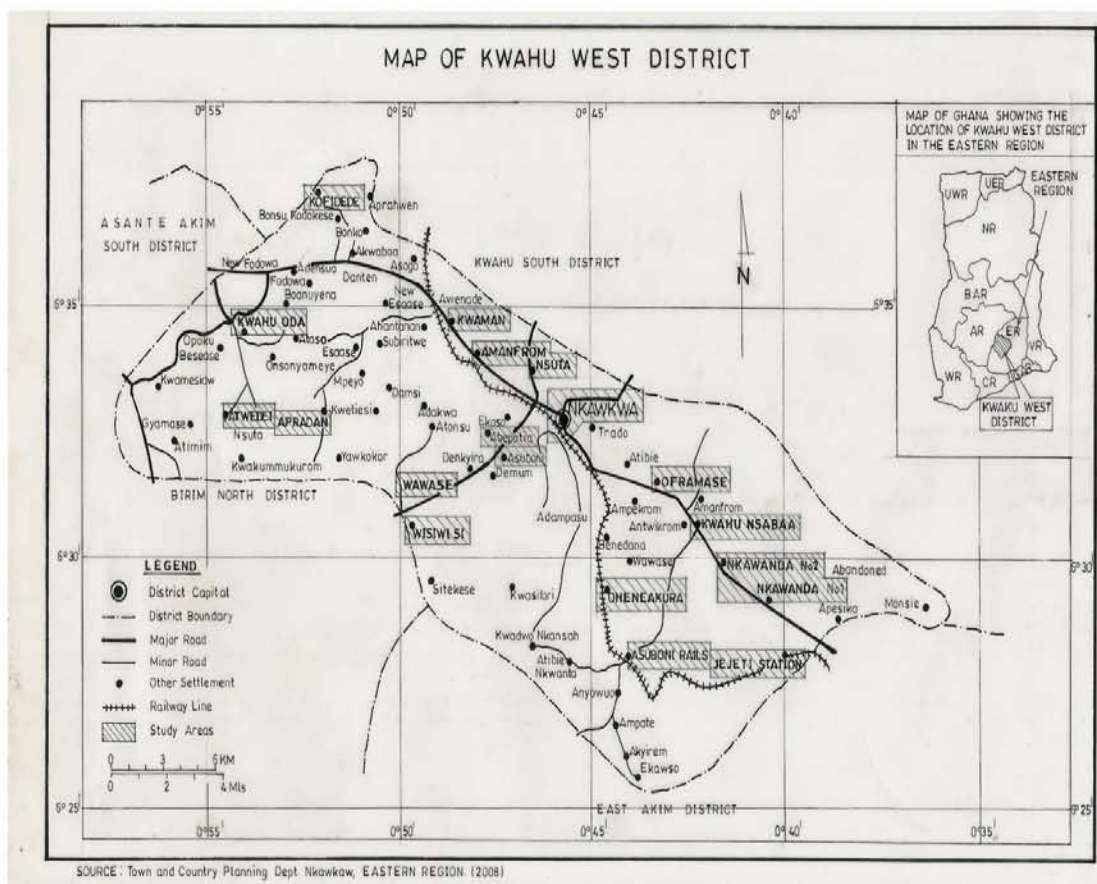 MAP OF KWAHU WEST DISTRICT
0° 55'
0° 50'
0° 45'
0° 40'
MAP OF GHANA SHOWING THE
LOCATION OF KWAHU WEST DISTRICT
IN THE EASTERN REGION
EASTERN
REGION
UWR
UER
NR
BAR
AR
ER
VR
WR
CR
KWAKU WEST
DISTRICT
ASANTE AKIM
SOUTH DISTRICT
KOFIDEDE
Aprahwen
Bonsu Kodokese
Bonko
Akwaboa
Asogo
KWAHU SOUTH DISTRICT
N
New Fodowa
Adensua
Fodowa
Danten
Boanuyena
New
Esaase
Awenade
6° 35'
6° 35'
KWAHU ODA
Ahantanan
KWAMAN
Opoku
Besease
Ataso
Esaase
Subiritwe
AMANFROM
NSUTA
Onsonyameye
Kwamesiaw
Mpeyo
Damsi
NKAWKWA
Gyamase
ATWEDEI
APRADAN
Kwetiesi
Adakwa
Atonsu
Ekaso
Trado
Nsuta
Abepotia
Atimim
Kwakummukurom
Yawkokor
Denkyira
Asuboni
Atibie
BIRIM NORTH DISTRICT
WAWASE
Demum
OFRAMASE
Adampasu
Ampekrom
Amanfrom
WISIWI SI
Antwikrom
KWAHU NSABAA
Benedana
6° 30'
6° 30'
Wawase
NKAWANDA No2
Abandoned
Sitekese
Kwasifori
OHENEAKURA
NKAWANDA No1
Apesika
Monsie
Kwadwo Nkansah
Atibie
Nkwanta
ASUBONI RAILS
JEJETI STATION
Anyowuo
Ampate
Akyirem
Ekawso
EAST AKIM DISTRICT
LEGEND
District Capital
District Boundary
Major Road
Minor Road
Other Settlement
Railway Line
Study Areas
0 3 6 KM
0 2 4 Mls
6° 25'
6° 25'
0° 55'
0° 50'
0° 45'
0° 40'
0° 35'
SOURCE: Town and Country Planning Dept Nkawkaw, EASTERN REGION (2008)